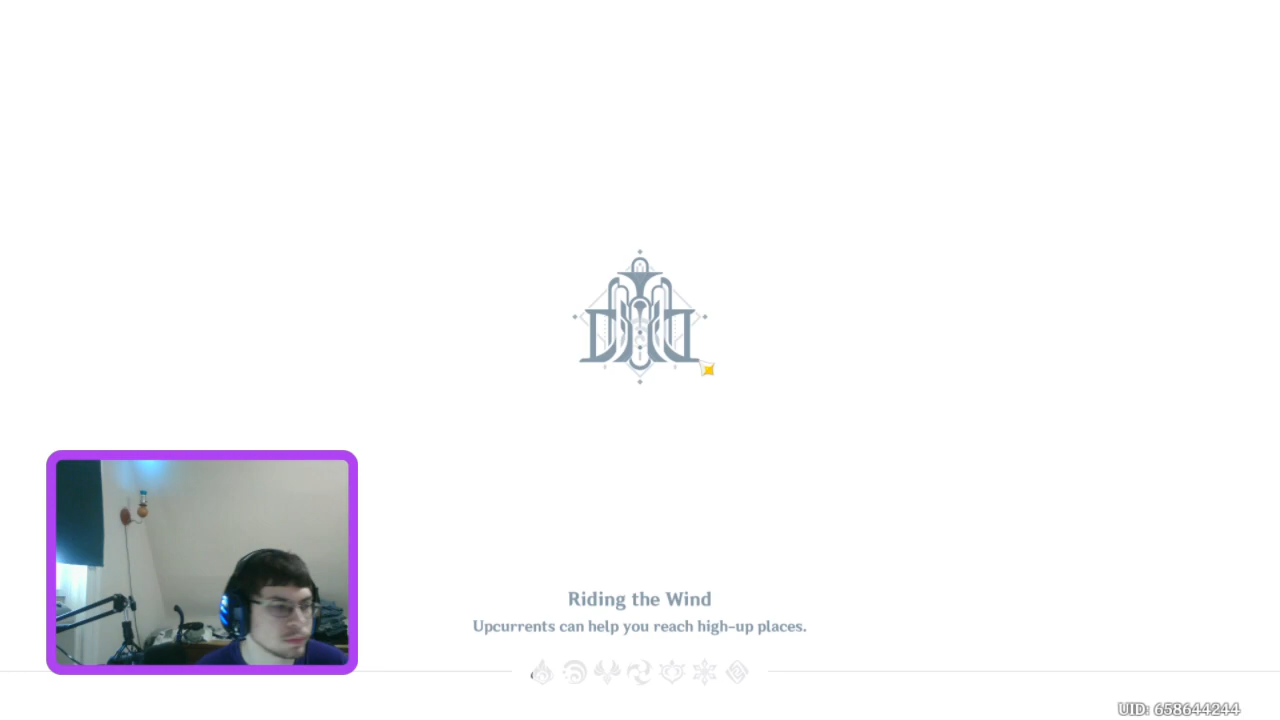 Riding the Wind
Upcurrents can help you reach high-up places.
UID: 658644244